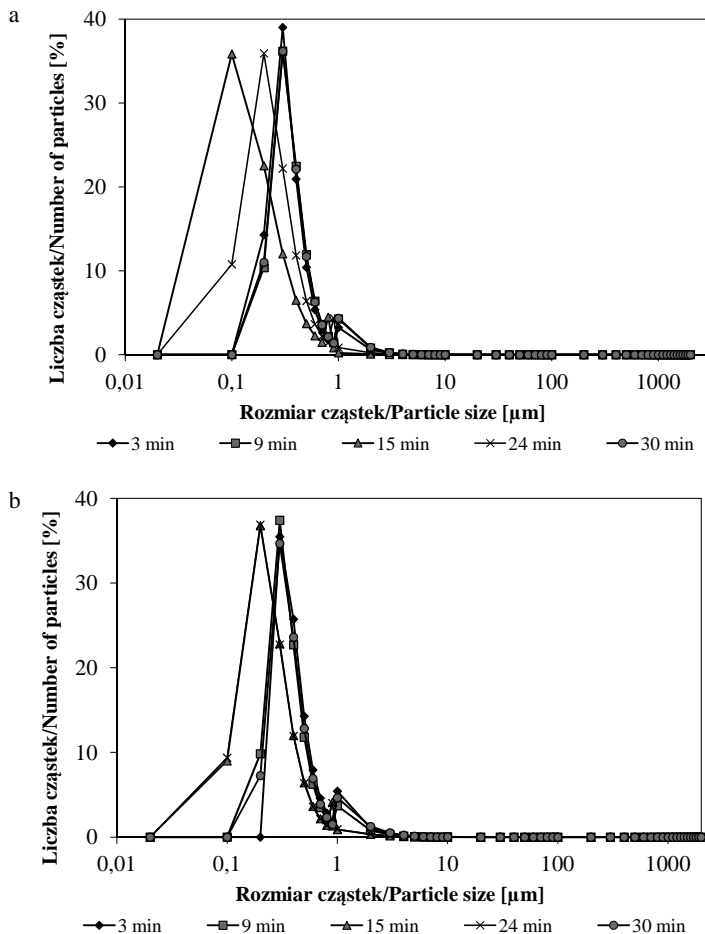 a
Liczba cząstek/Number of particles [%]
40
30
20
10
0
0,01 0,1 1 10 100 1000
Rozmiar cząstek/Particle size [µm]
3 min 9 min 15 min 24 min 30 min
b
Liczba cząstek/Number of particles [%]
40
30
20
10
0
0,01 0,1 1 10 100 1000
Rozmiar cząstek/Particle size [µm]
3 min 9 min 15 min 24 min 30 min